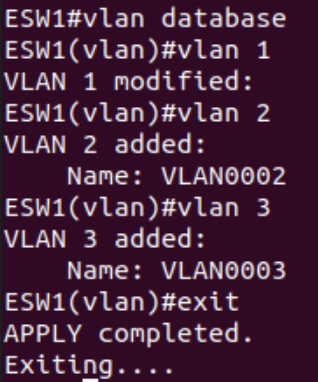 ESW1#vlan database
ESW1(vlan)#vlan 1
VLAN 1 modified:
ESW1(vlan)#vlan 2
VLAN 2 added:
    Name: VLAN0002
ESW1(vlan)#vlan 3
VLAN 3 added:
    Name: VLAN0003
ESW1(vlan)#exit
APPLY completed.
Exiting....